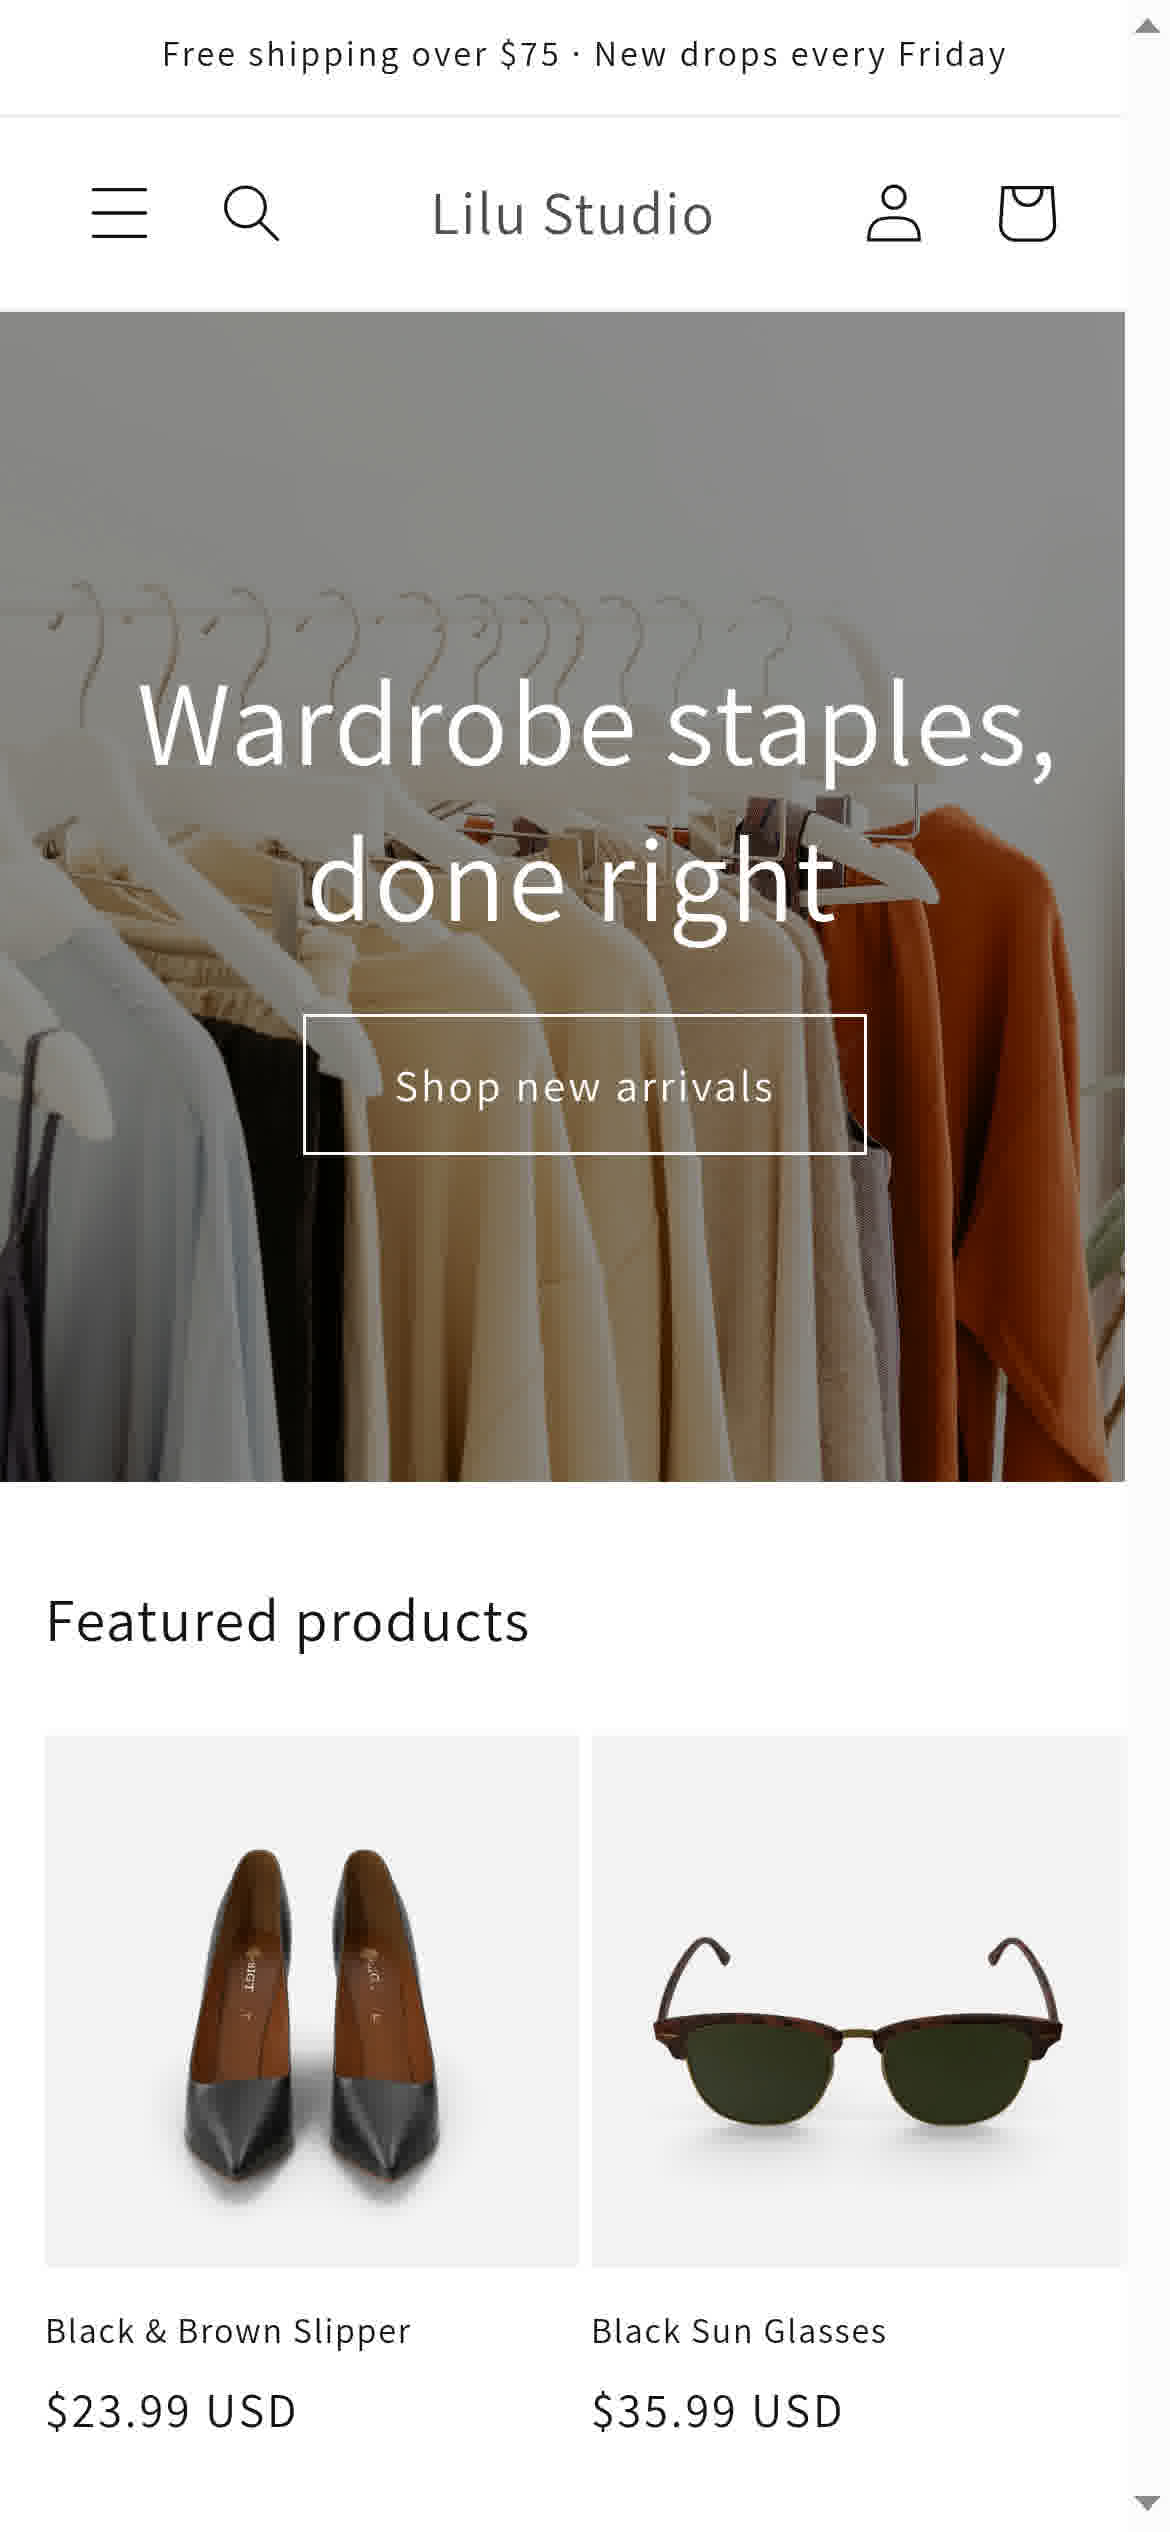 Free shipping over $75 · New drops every Friday
Lilu Studio
Wardrobe staples,
done right
Shop new arrivals
Featured products
Black & Brown Slipper
$23.99 USD
Black Sun Glasses
$35.99 USD